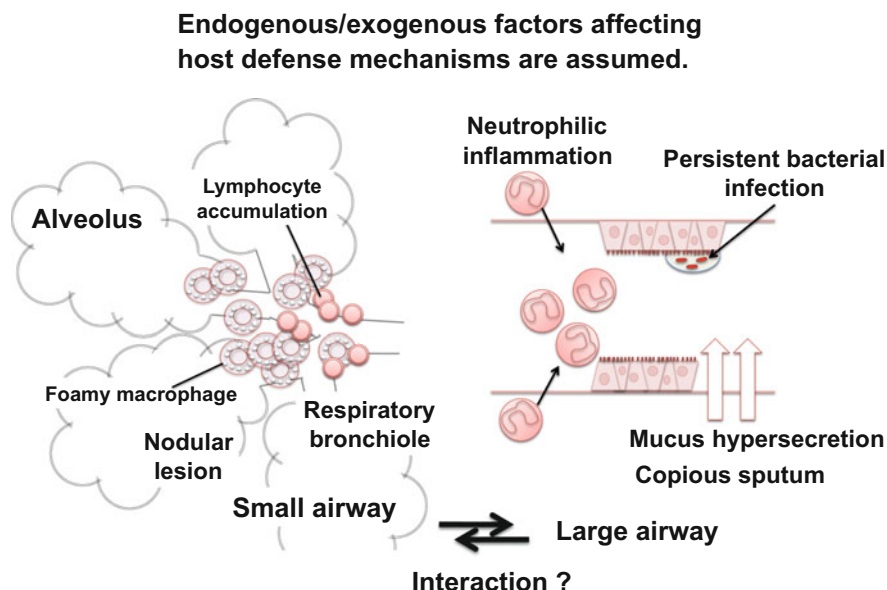 Endogenous/exogenous factors affecting
host defense mechanisms are assumed.
Neutrophilic
inflammation
Persistent bacterial
infection
Lymphocyte
accumulation
Alveolus
Foamy macrophage
Respiratory
bronchiole
Nodular
lesion
Mucus hypersecretion
Copious sputum
Small airway
Large airway
Interaction ?